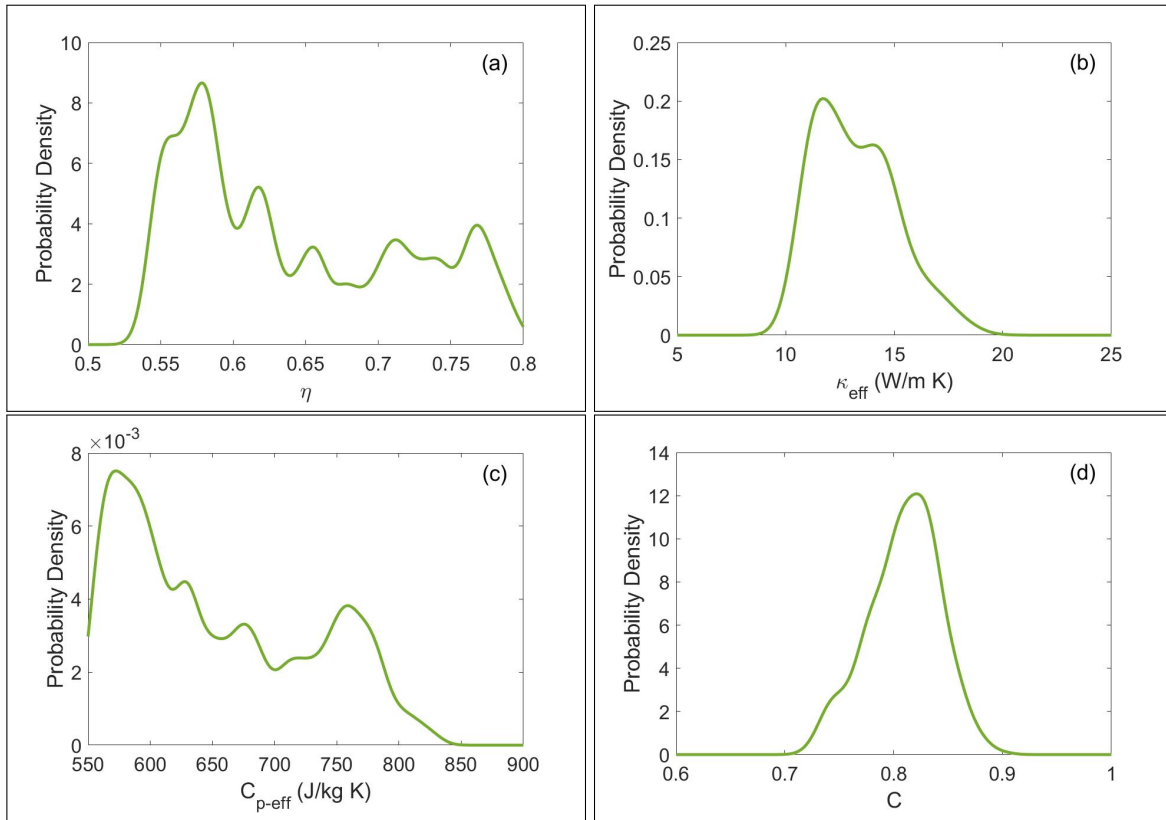 (a)
Probability Density
10
8
6
4
2
0
0.5 0.55 0.6 0.65 0.7 0.75 0.8
η
(b)
Probability Density
0.25
0.2
0.15
0.1
0.05
0
5 10 15 20 25
κeff (W/m K)
(c)
×10-3
Probability Density
8
6
4
2
0
550 600 650 700 750 800 850 900
Cp-eff (J/kg K)
(d)
Probability Density
14
12
10
8
6
4
2
0
0.6 0.7 0.8 0.9 1
C